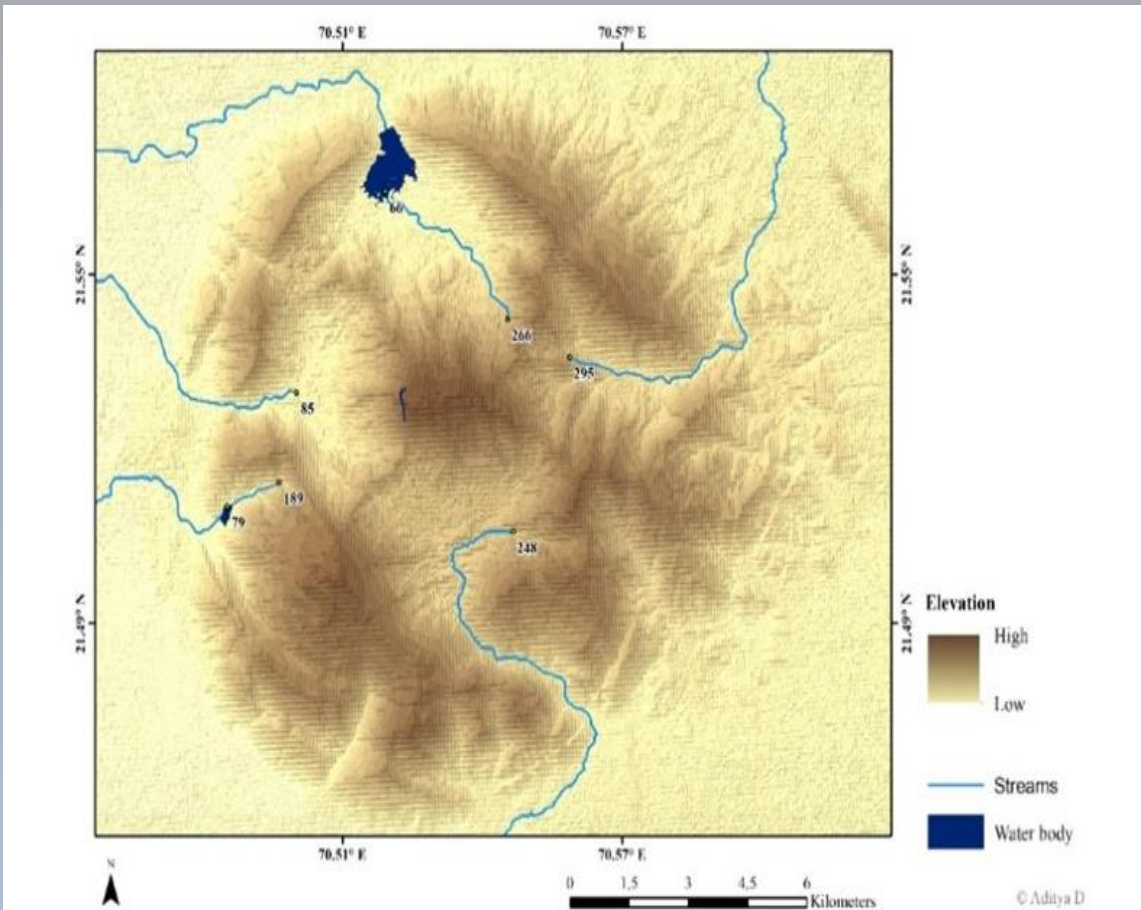 70.51° E
70.57° E
21.55° N
21.55° N
60
266
295
85
189
79
248
21.49° N
21.49° N
Elevation
High
Low
Streams
Water body
70.51° E
70.57° E
N
0 1.5 3 4.5 6
Kilometers
© Aditya D